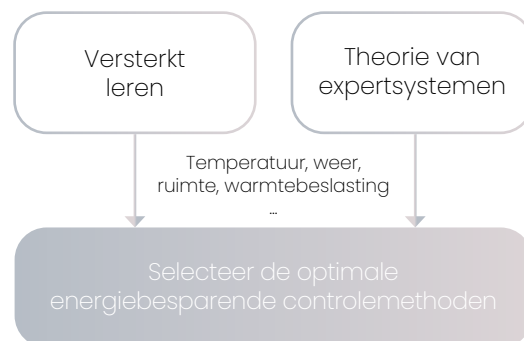 Versterkt
leren
Theorie van
expertsystemen
Temperatuur, weer,
ruimte, warmtebeslasting
...
Selecteer de optimale
energiebesparende controlemethoden